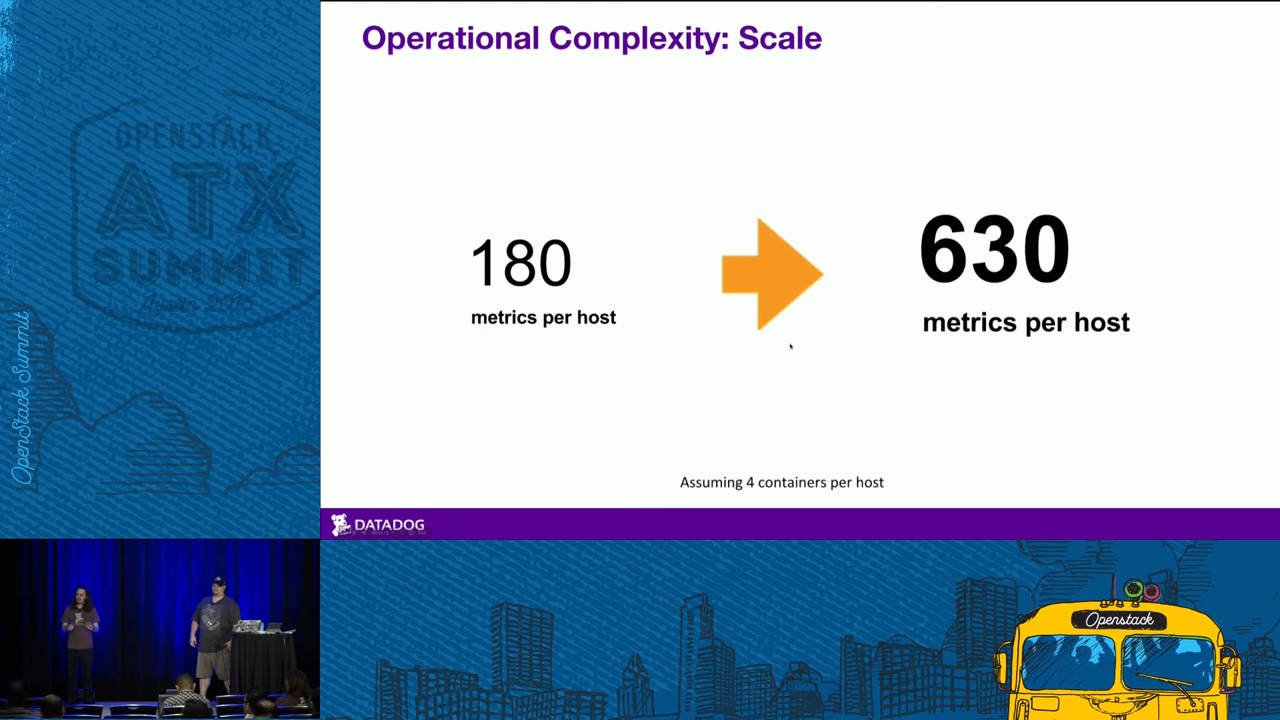 Operational Complexity: Scale
180
metrics per host
630
metrics per host
Assuming 4 containers per host
DATADOG
OPENSTACK
ATX
SUMMIT
OpenStack Summit
Openstack